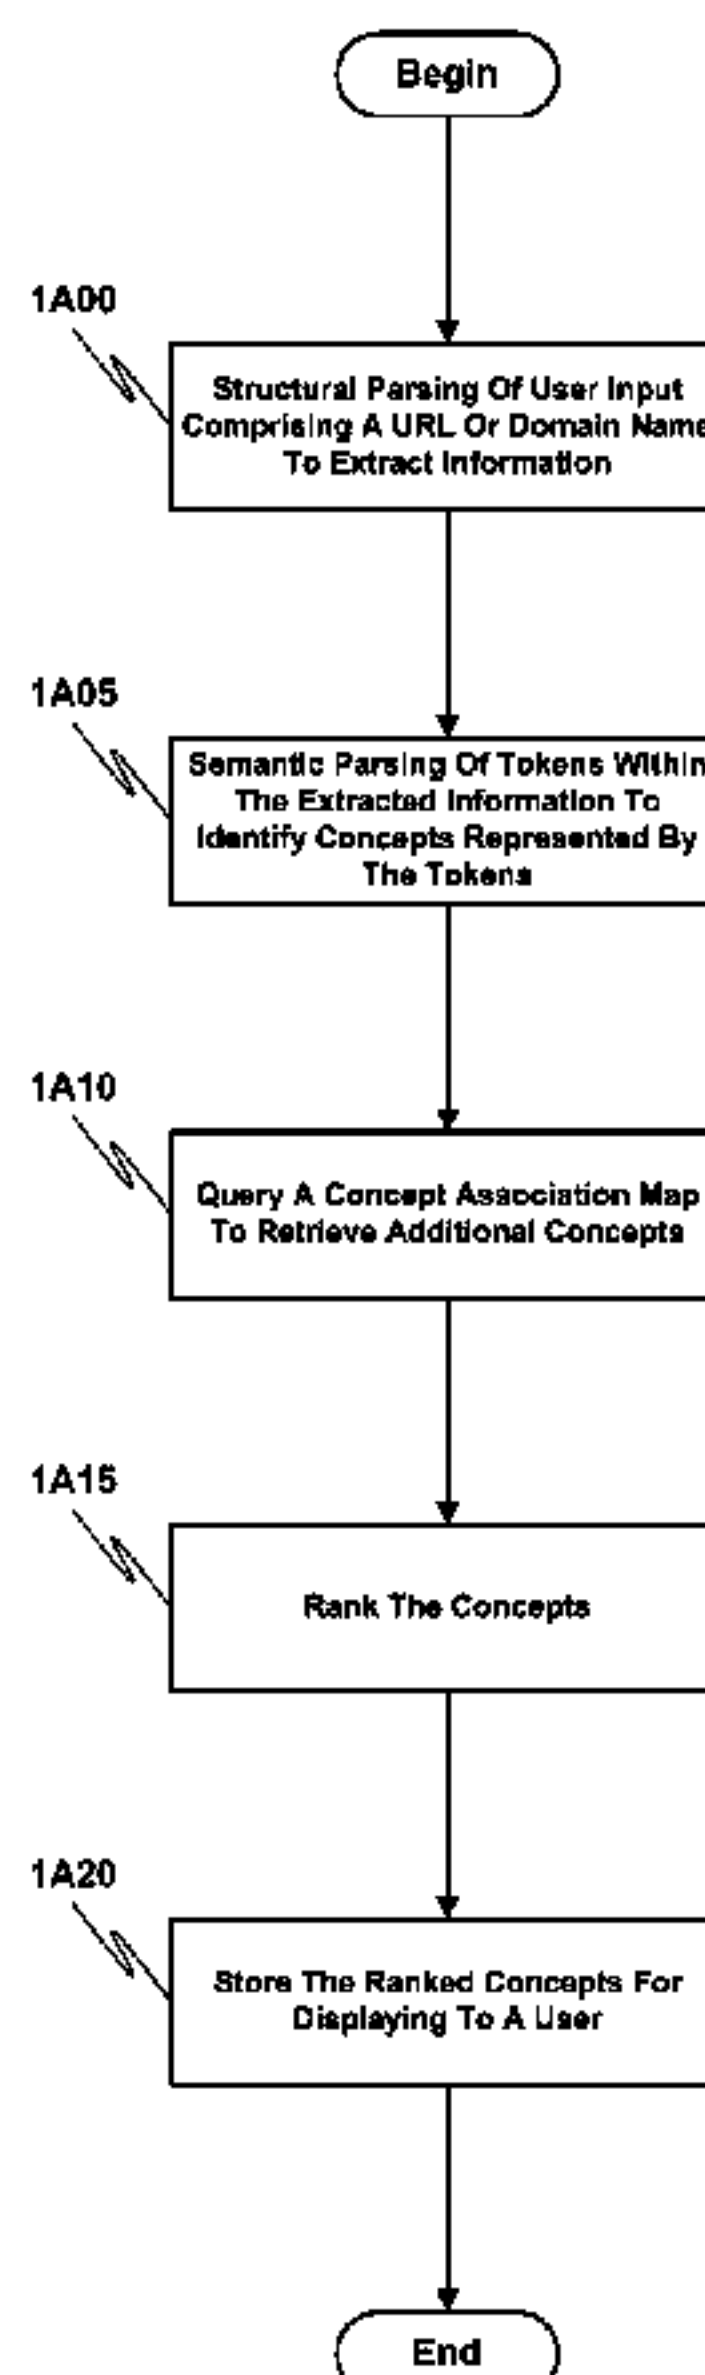 Begin
1A00
Structural Parsing Of User Input
Comprising A URL Or Domain Name
To Extract Information
1A05
Semantic Parsing Of Tokens Within
The Extracted Information To
Identify Concepts Represented By
The Tokens
1A10
Query A Concept Association Map
To Retrieve Additional Concepts
1A15
Rank The Concepts
1A20
Store The Ranked Concepts For
Displaying To A User
End